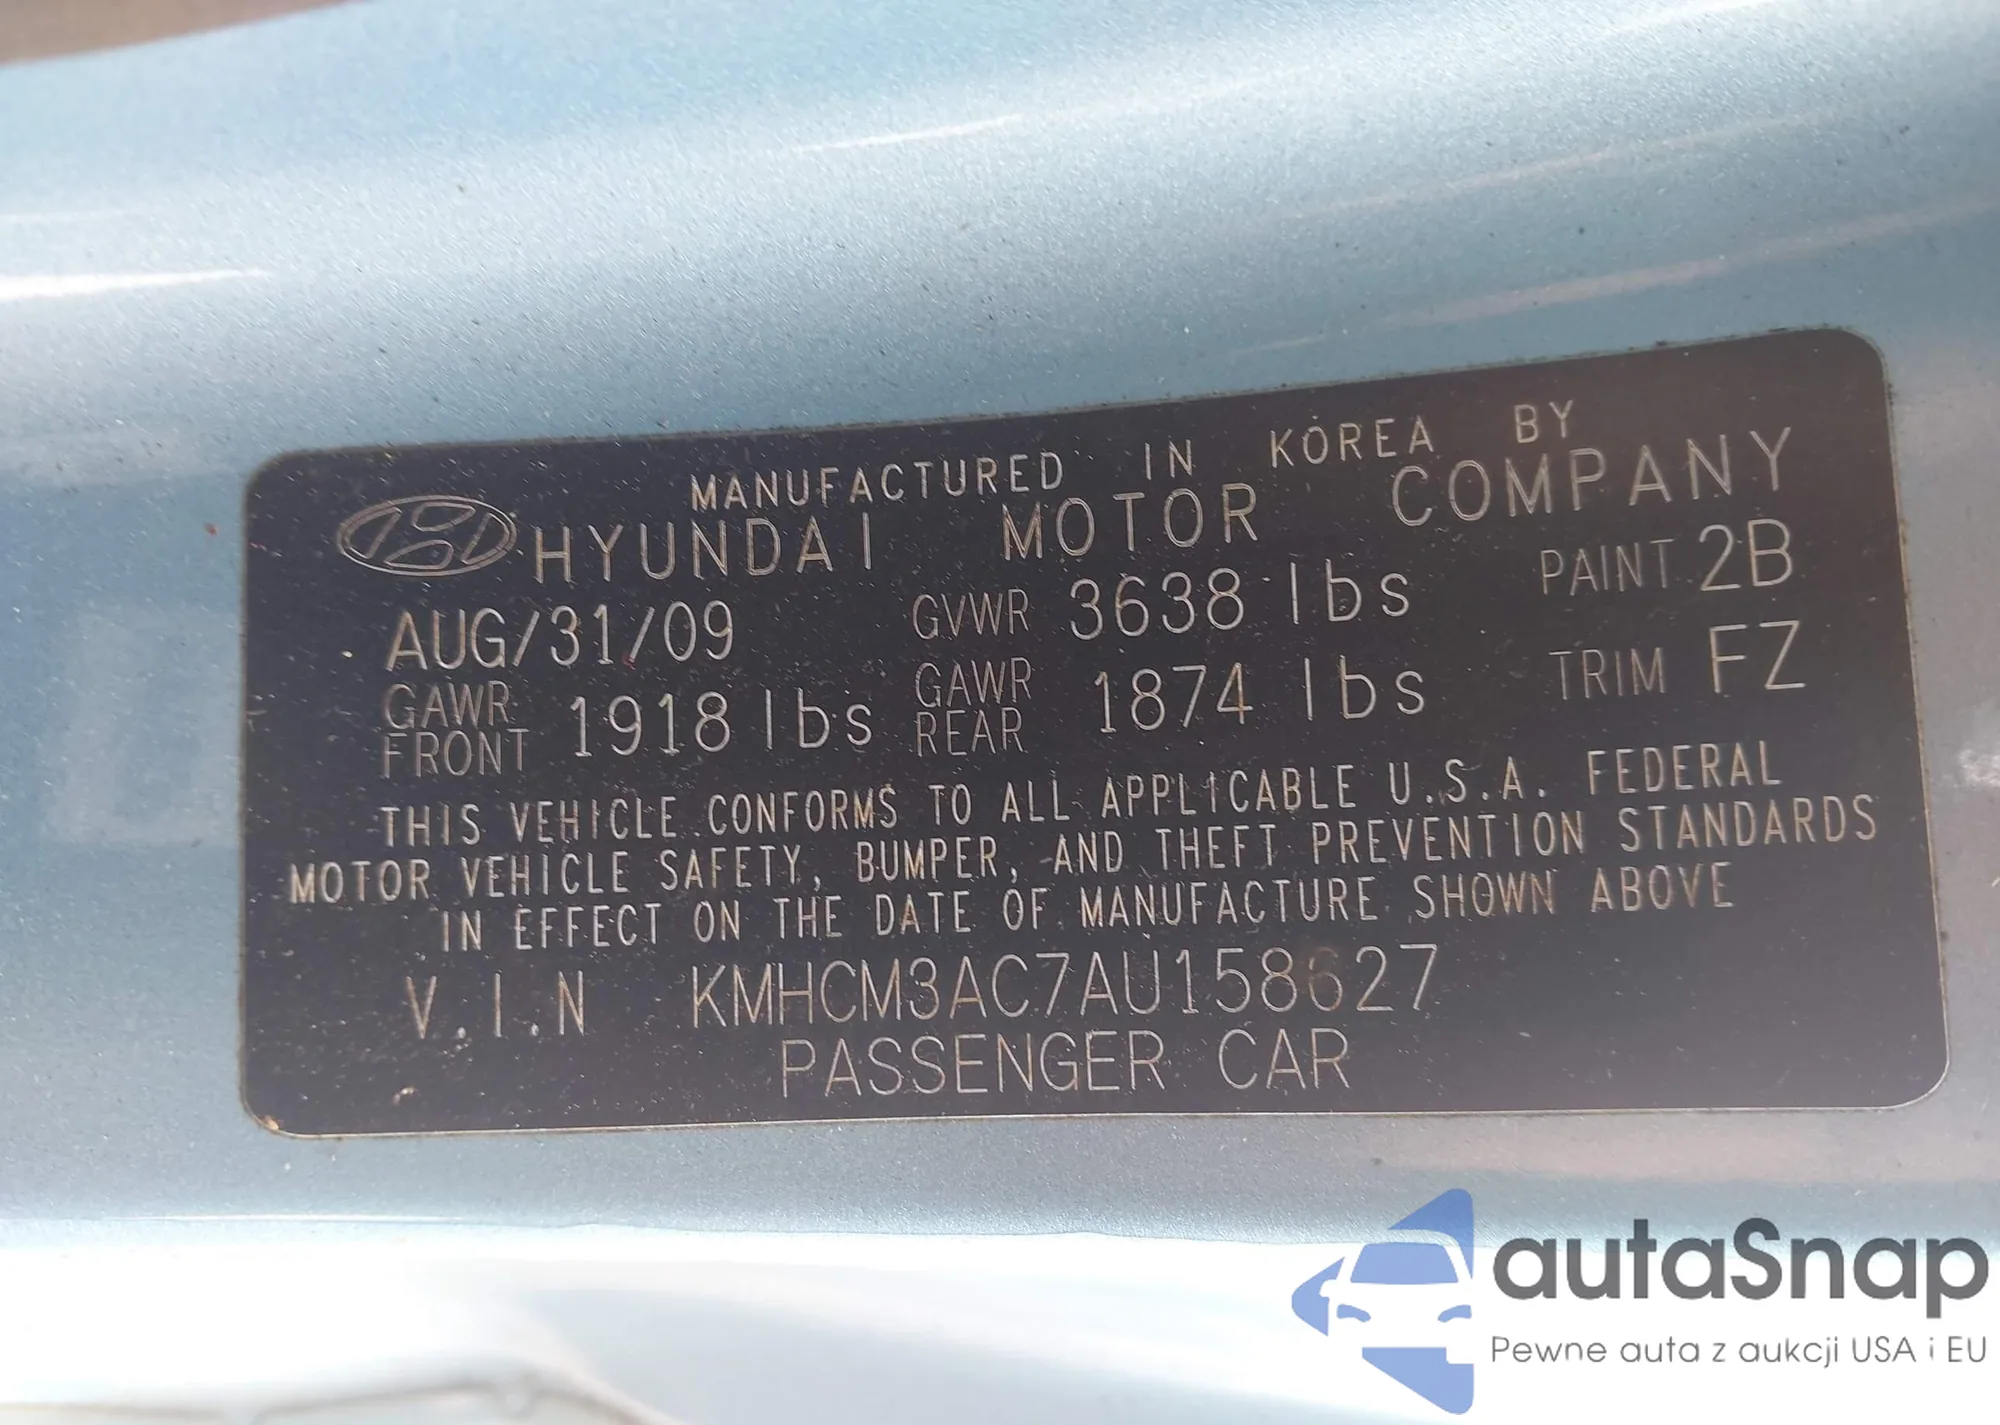 MANUFACTURED IN KOREA BY
HYUNDAI MOTOR COMPANY
AUG/31/09 GVWR 3638 lbs PAINT 2B
GAWR FRONT 1918 lbs GAWR REAR 1874 lbs TRIM FZ
THIS VEHICLE CONFORMS TO ALL APPLICABLE U.S.A. FEDERAL
MOTOR VEHICLE SAFETY, BUMPER, AND THEFT PREVENTION STANDARDS
IN EFFECT ON THE DATE OF MANUFACTURE SHOWN ABOVE
V.I.N KMHCM3AC7AU158627
PASSENGER CAR
autaSnap
Pewne auta z aukcji USA i EU